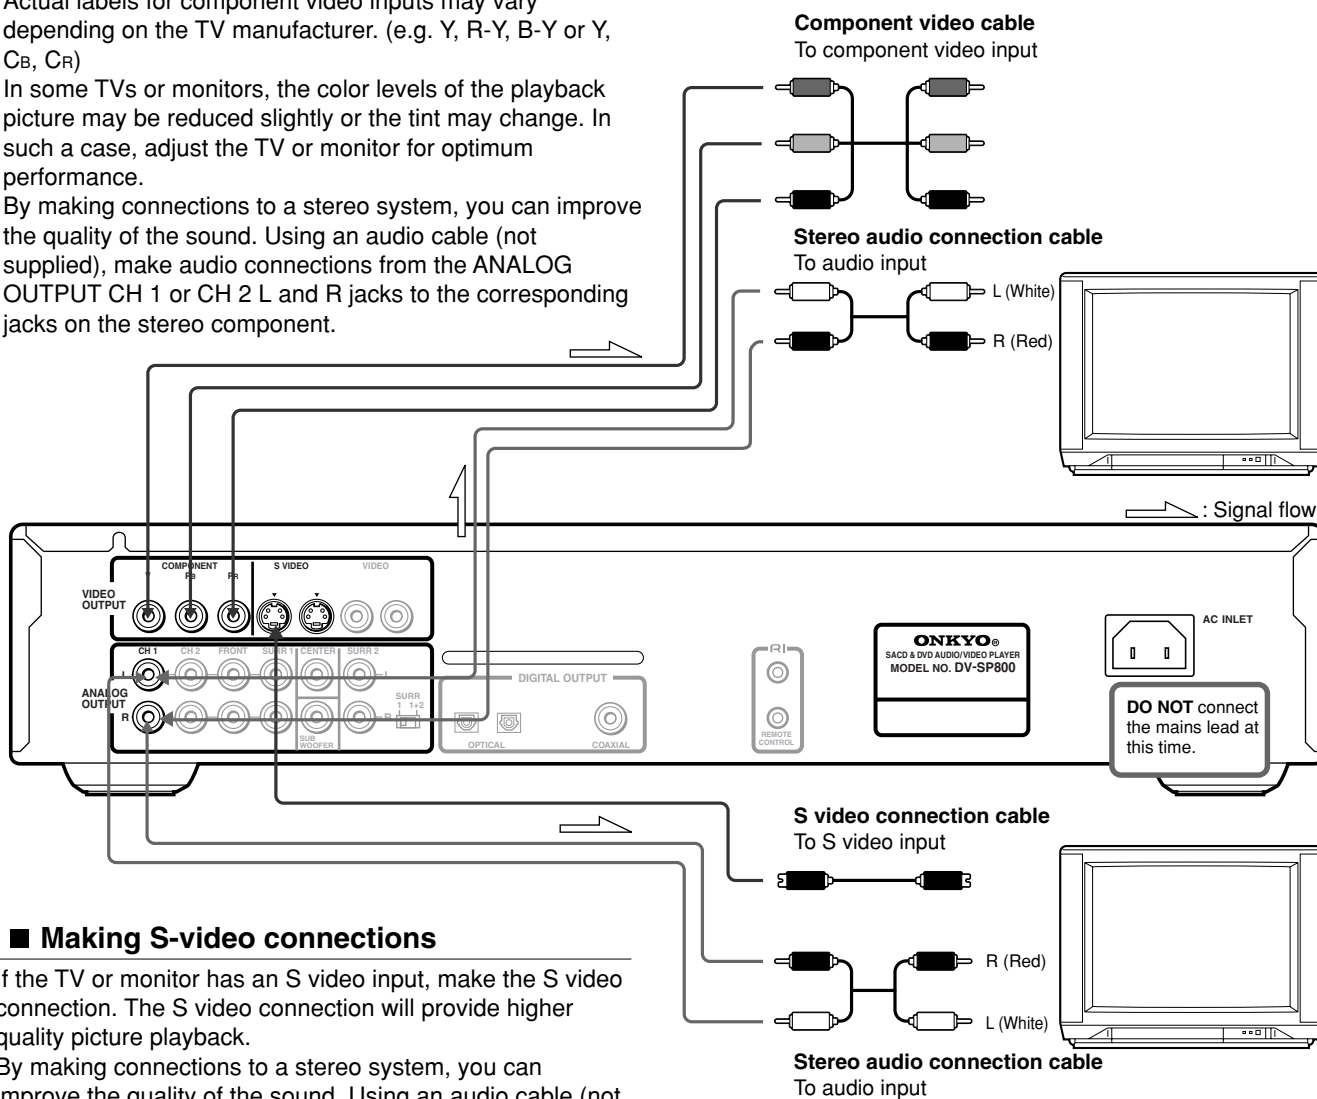 Actual labels for component video inputs may vary
depending on the TV manufacturer. (e.g. Y, R-Y, B-Y or Y,
CB, CR)
In some TVs or monitors, the color levels of the playback
picture may be reduced slightly or the tint may change. In
such a case, adjust the TV or monitor for optimum
performance.
By making connections to a stereo system, you can improve
the quality of the sound. Using an audio cable (not
supplied), make audio connections from the ANALOG
OUTPUT CH 1 or CH 2 L and R jacks to the corresponding
jacks on the stereo component.
Component video cable
To component video input
Stereo audio connection cable
To audio input
L (White)
R (Red)
: Signal flow
COMPONENT
PB
PR
S VIDEO
VIDEO
VIDEO
OUTPUT
CH 1
CH 2
FRONT
SURR 1
CENTER
SURR 2
L
L
ANALOG
OUTPUT
R
R
SURR
1 1+2
SUB
WOOFER
DIGITAL OUTPUT
OPTICAL
COAXIAL
RI
REMOTE
CONTROL
ONKYO®
SACD & DVD AUDIO/VIDEO PLAYER
MODEL NO. DV-SP800
AC INLET
DO NOT connect
the mains lead at
this time.
S video connection cable
To S video input
R (Red)
L (White)
Stereo audio connection cable
To audio input
■ Making S-video connections
If the TV or monitor has an S video input, make the S video
connection. The S video connection will provide higher
quality picture playback.
By making connections to a stereo system, you can
improve the quality of the sound. Using an audio cable (not